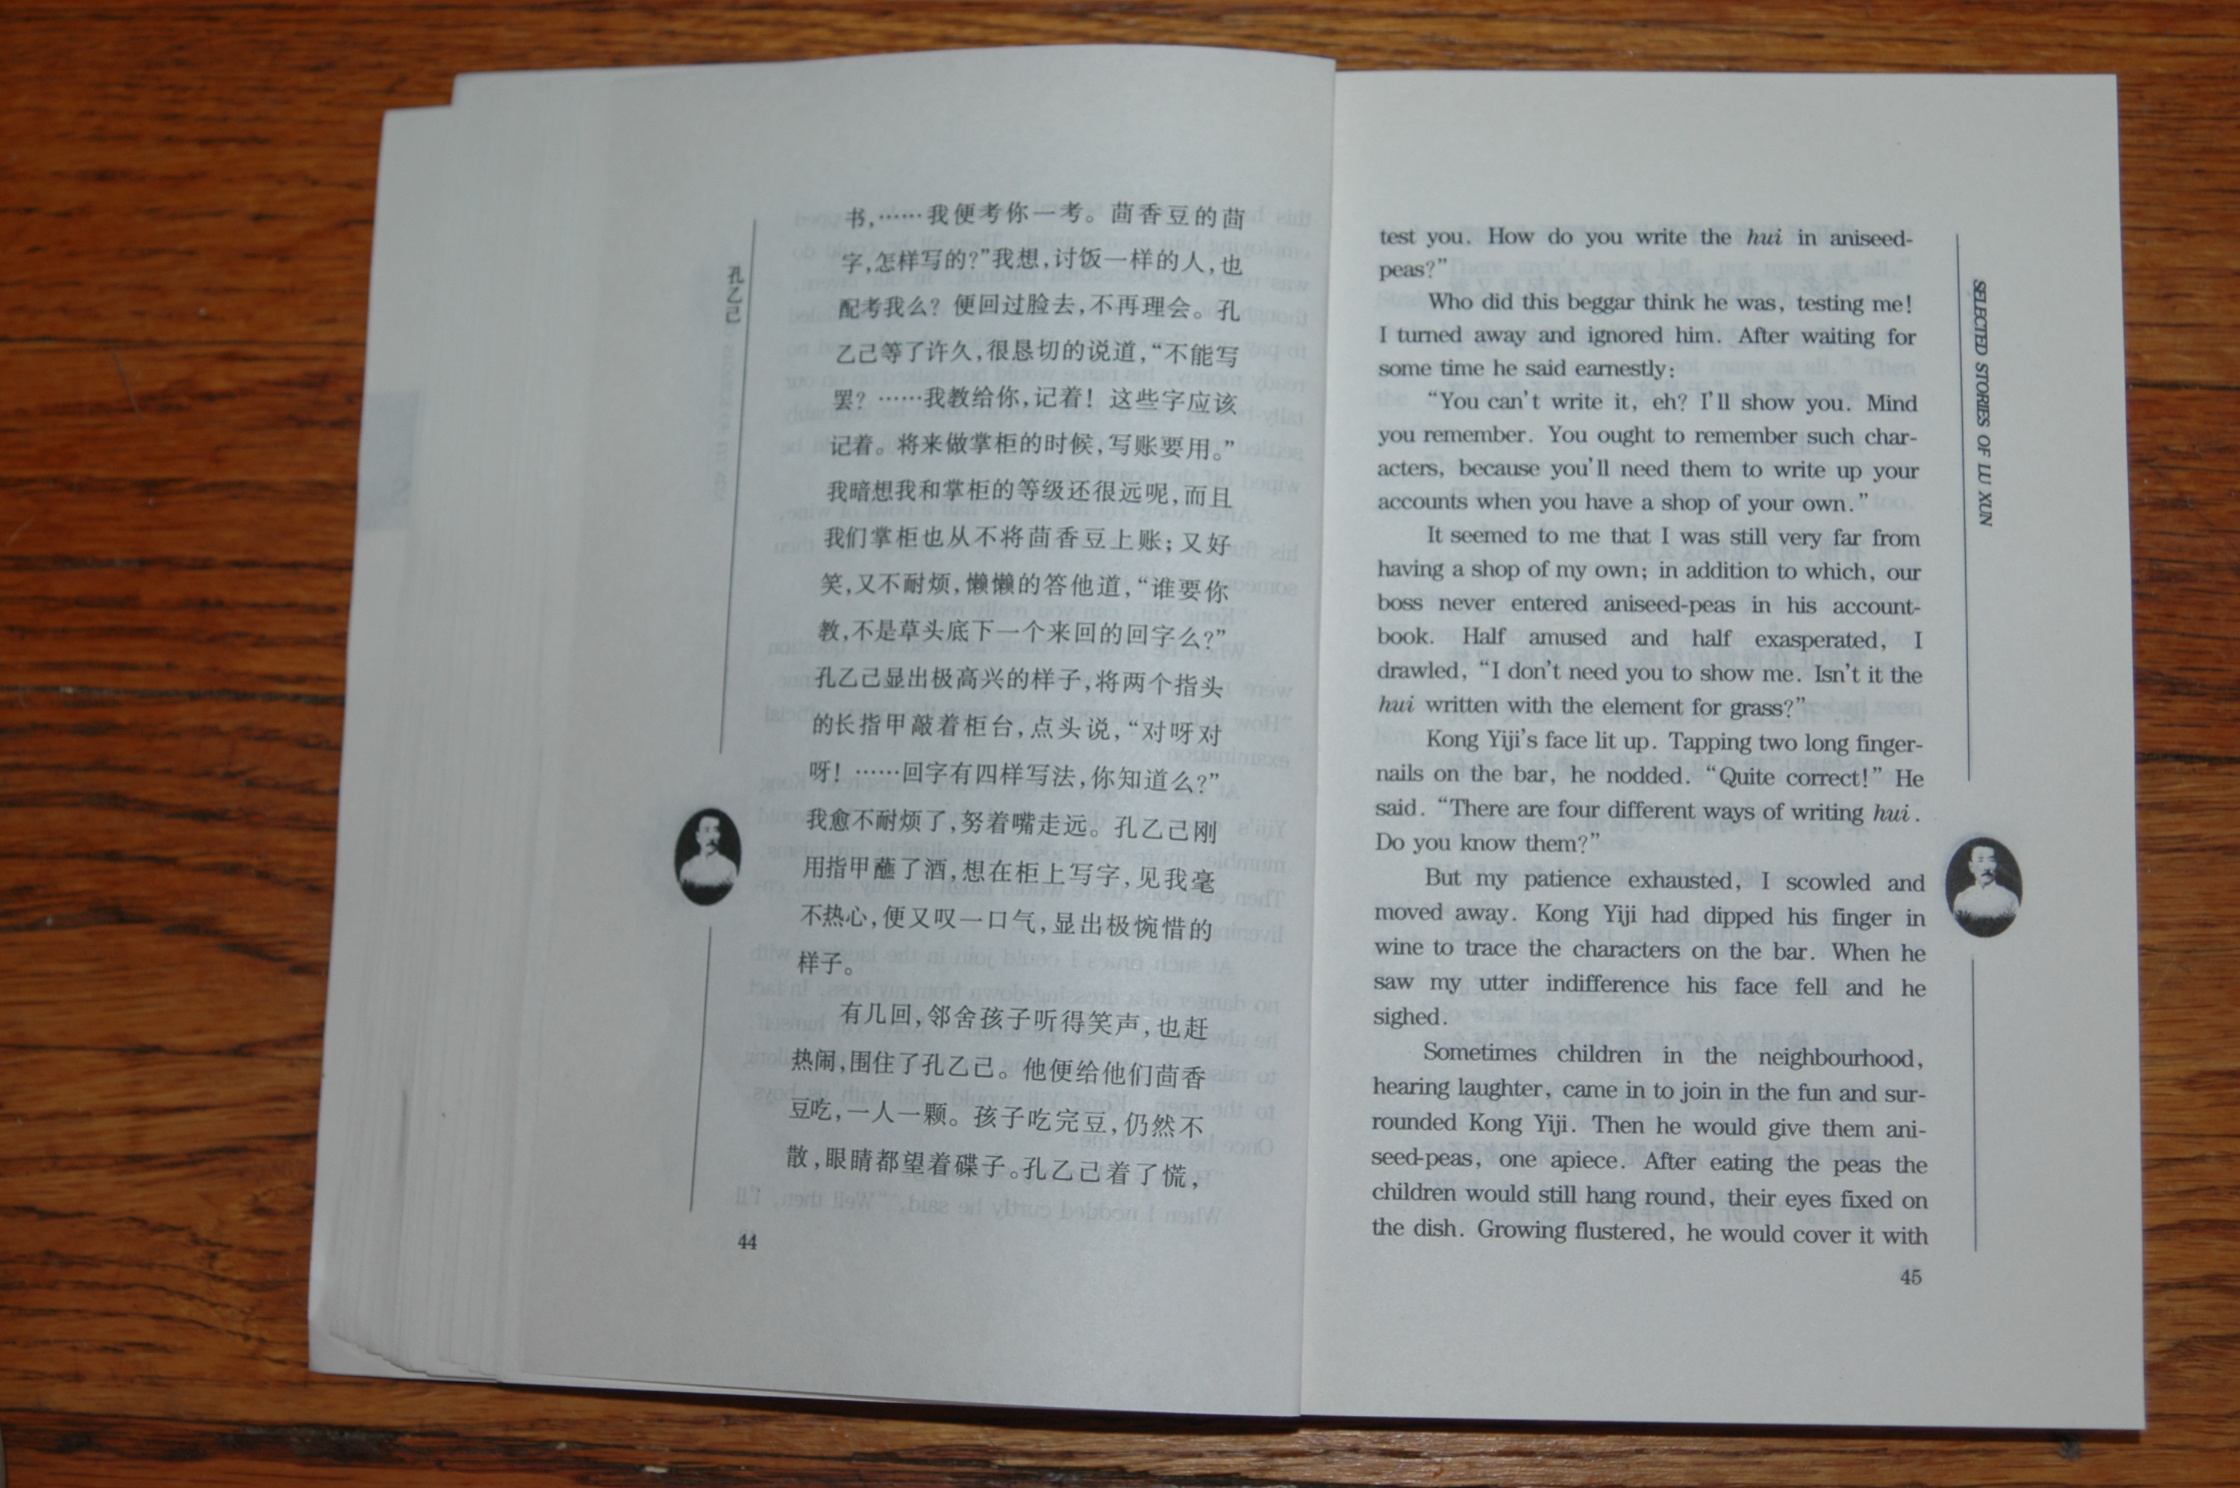 孔乙己
书，……我便考你一考。茴香豆的茴
字，怎样写的？”我想，讨饭一样的人，也
配考我么？便回过脸去，不再理会。孔
乙己等了许久，很恳切的说道，“不能写
罢？……我教给你，记着！这些字应该
记着。将来做掌柜的时候，写账要用。”
我暗想我和掌柜的等级还很远呢，而且
我们掌柜也从不将茴香豆上账；又好
笑，又不耐烦，懒懒的答他道，“谁要你
教，不是草头底下一个来回的回字么？”
孔乙己显出极高兴的样子，将两个指头
的长指甲敲着柜台，点头说，“对呀对
呀！……回字有四样写法，你知道么？”
我愈不耐烦了，努着嘴走远。孔乙己刚
用指甲蘸了酒，想在柜上写字，见我毫
不热心，便又叹一口气，显出极惋惜的
样子。
有几回，邻舍孩子听得笑声，也赶
热闹，围住了孔乙己。他便给他们茴香
豆吃，一人一颗。孩子吃完豆，仍然不
散，眼睛都望着碟子。孔乙己着了慌，
44
SELECTED STORIES OF LU XUN
test you. How do you write the hui in aniseed-
peas?”
Who did this beggar think he was, testing me!
I turned away and ignored him. After waiting for
some time he said earnestly:
“You can't write it, eh? I'll show you. Mind
you remember. You ought to remember such char-
acters, because you'll need them to write up your
accounts when you have a shop of your own.”
It seemed to me that I was still very far from
having a shop of my own; in addition to which, our
boss never entered aniseed-peas in his account-
book. Half amused and half exasperated, I
drawled, “I don't need you to show me. Isn't it the
hui written with the element for grass?”
Kong Yiji's face lit up. Tapping two long finger-
nails on the bar, he nodded. “Quite correct!” He
said. “There are four different ways of writing hui.
Do you know them?”
But my patience exhausted, I scowled and
moved away. Kong Yiji had dipped his finger in
wine to trace the characters on the bar. When he
saw my utter indifference his face fell and he
sighed.
Sometimes children in the neighbourhood,
hearing laughter, came in to join in the fun and sur-
rounded Kong Yiji. Then he would give them ani-
seed-peas, one apiece. After eating the peas the
children would still hang round, their eyes fixed on
the dish. Growing flustered, he would cover it with
45